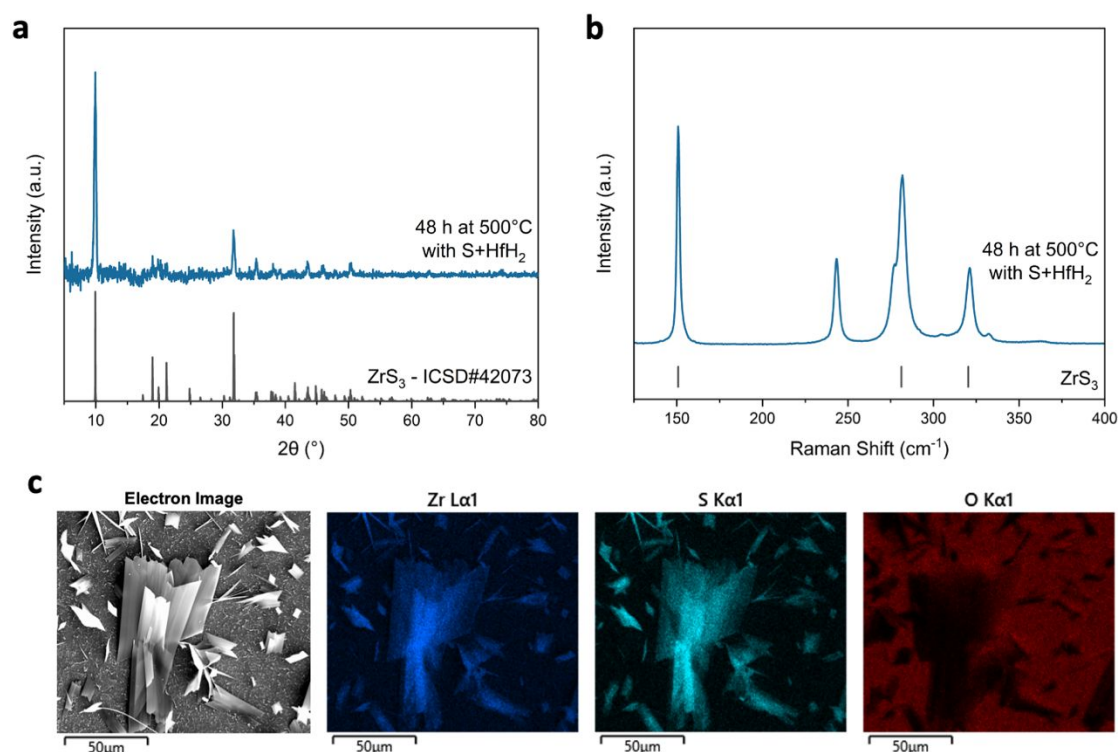 a
Intensity (a.u.)
48 h at 500°C
with S+HfH₂
ZrS₃ - ICSD#42073
10 20 30 40 50 60 70 80
2θ (°)
b
Intensity (a.u.)
48 h at 500°C
with S+HfH₂
ZrS₃
150 200 250 300 350 400
Raman Shift (cm⁻¹)
c
Electron Image
Zr Lα1
S Kα1
O Kα1
50μm
50μm
50μm
50μm